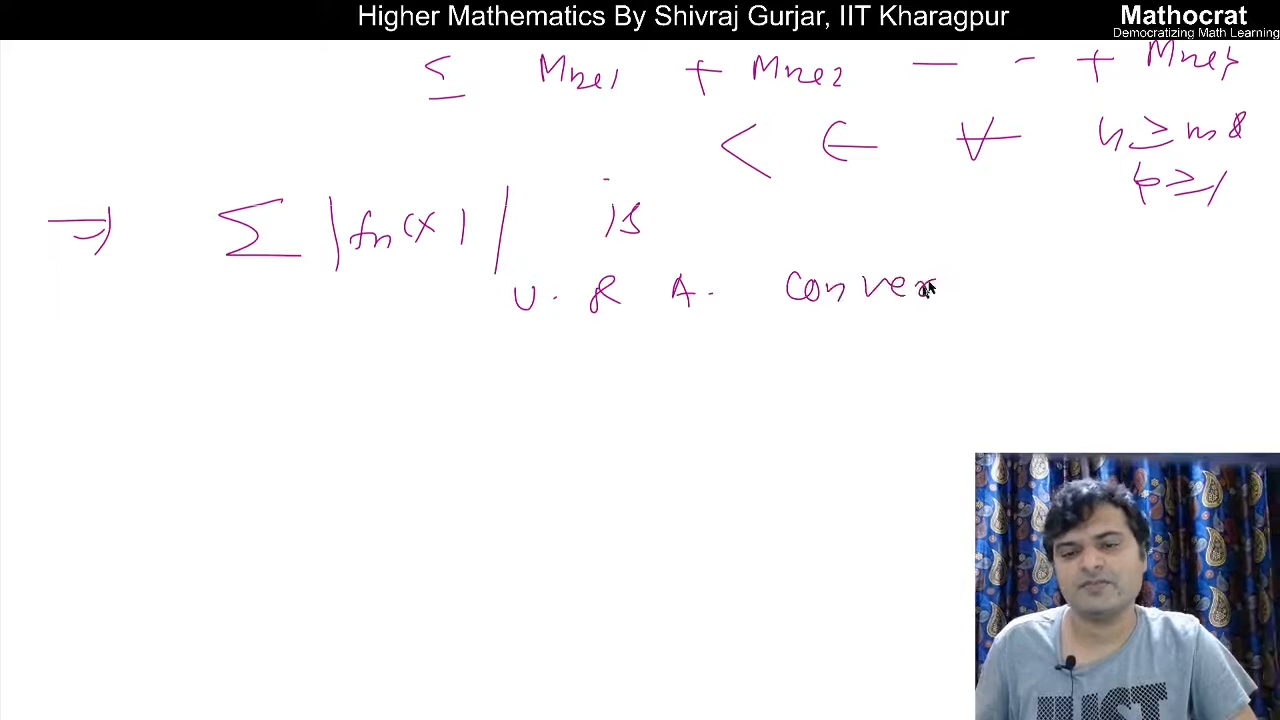 Higher Mathematics By Shivraj Gurjar, IIT Kharagpur
Mathocrat
Democratizing Math Learning
≤ Mn+1 + Mn+2 - - + Mn+p
< ∈ ∀ n ≥ m &
p ≥ 1
⇒ Σ |fn(x)| is
U. & A. conver
JUST